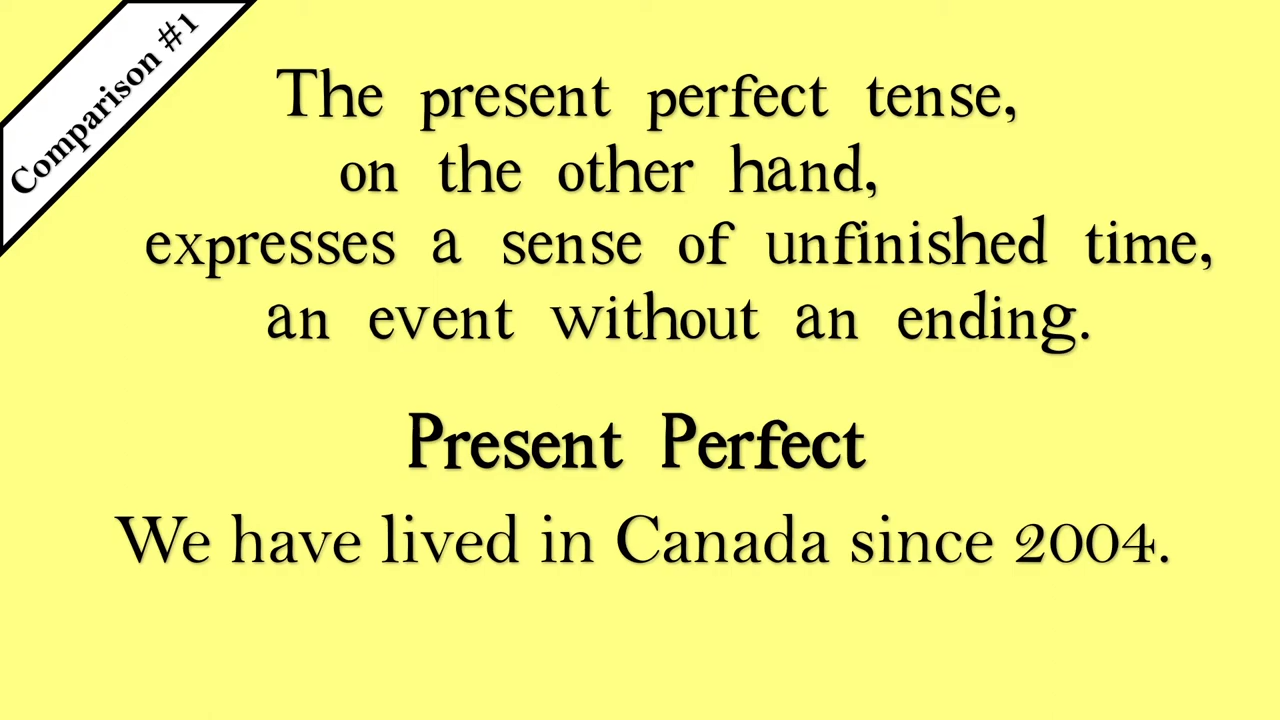 Comparison #1
The present perfect tense,
on the other hand,
expresses a sense of unfinished time,
an event without an ending.
Present Perfect
We have lived in Canada since 2004.